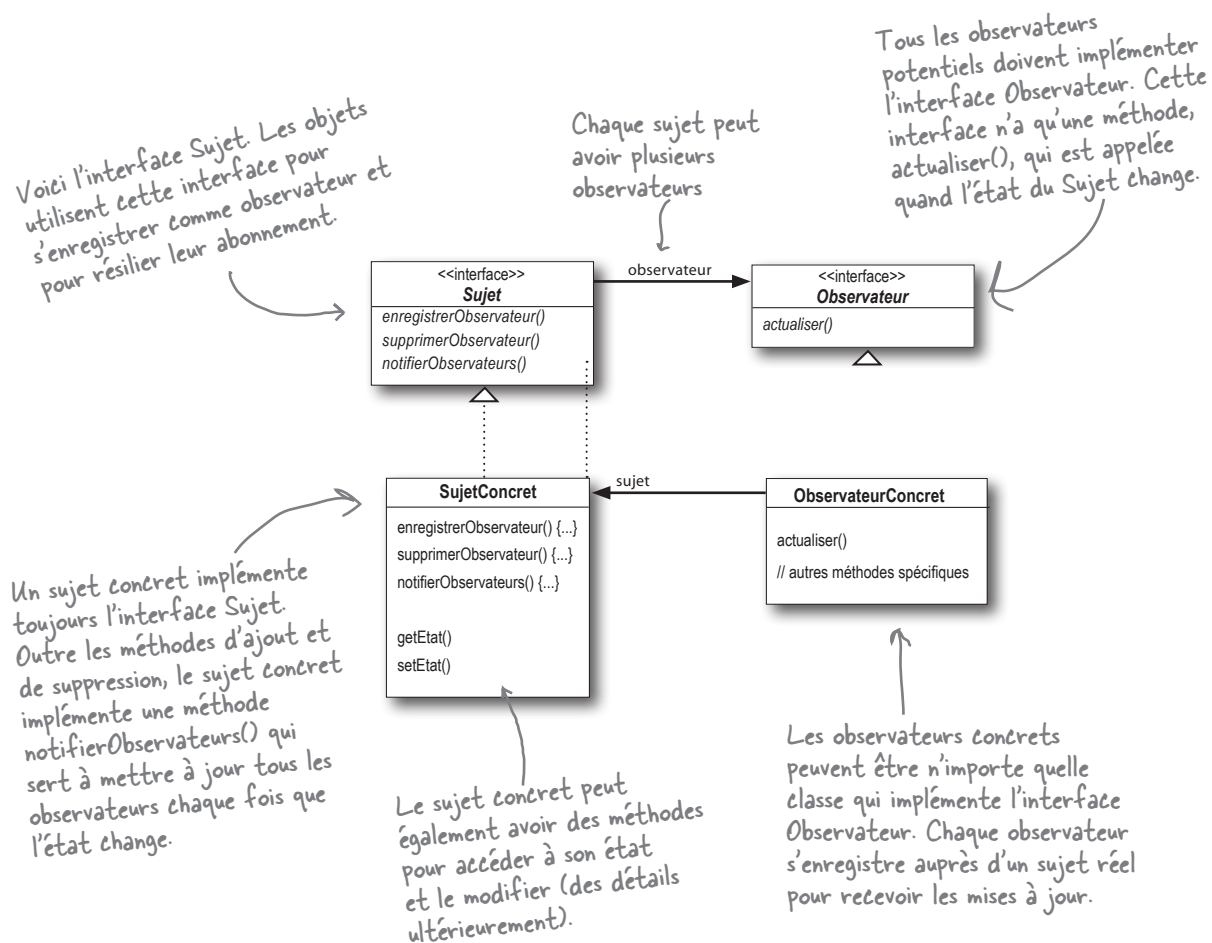 Voici l'interface Sujet. Les objets
utilisent cette interface pour
s'enregistrer comme observateur et
pour résilier leur abonnement.
Chaque sujet peut
avoir plusieurs
observateurs
Tous les observateurs
potentiels doivent implémenter
l'interface Observateur. Cette
interface n'a qu'une méthode,
actualiser(), qui est appelée
quand l'état du Sujet change.
<<interface>>
Sujet
enregistrerObservateur()
supprimerObservateur()
notifierObservateurs()
observateur
<<interface>>
Observateur
actualiser()
SujetConcret
enregistrerObservateur() {...}
supprimerObservateur() {...}
notifierObservateurs() {...}
getEtat()
setEtat()
sujet
ObservateurConcret
actualiser()
// autres méthodes spécifiques
Un sujet concret implémente
toujours l'interface Sujet.
Outre les méthodes d'ajout et
de suppression, le sujet concret
implémente une méthode
notifierObservateurs() qui
sert à mettre à jour tous les
observateurs chaque fois que
l'état change.
Le sujet concret peut
également avoir des méthodes
pour accéder à son état
et le modifier (des détails
ultérieurement).
Les observateurs concrets
peuvent être n'importe quelle
classe qui implémente l'interface
Observateur. Chaque observateur
s'enregistre auprès d'un sujet réel
pour recevoir les mises à jour.